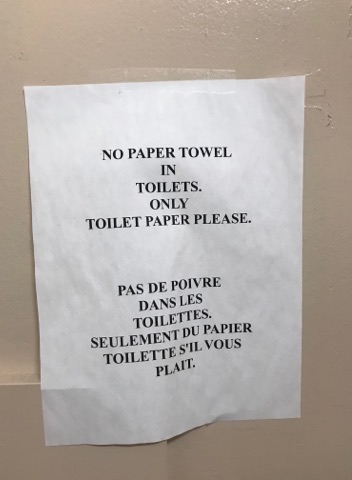 NO PAPER TOWEL
IN
TOILETS.
ONLY
TOILET PAPER PLEASE.
PAS DE POIVRE
DANS LES
TOILETTES.
SEULEMENT DU PAPIER
TOILETTE S'IL VOUS
PLAIT.